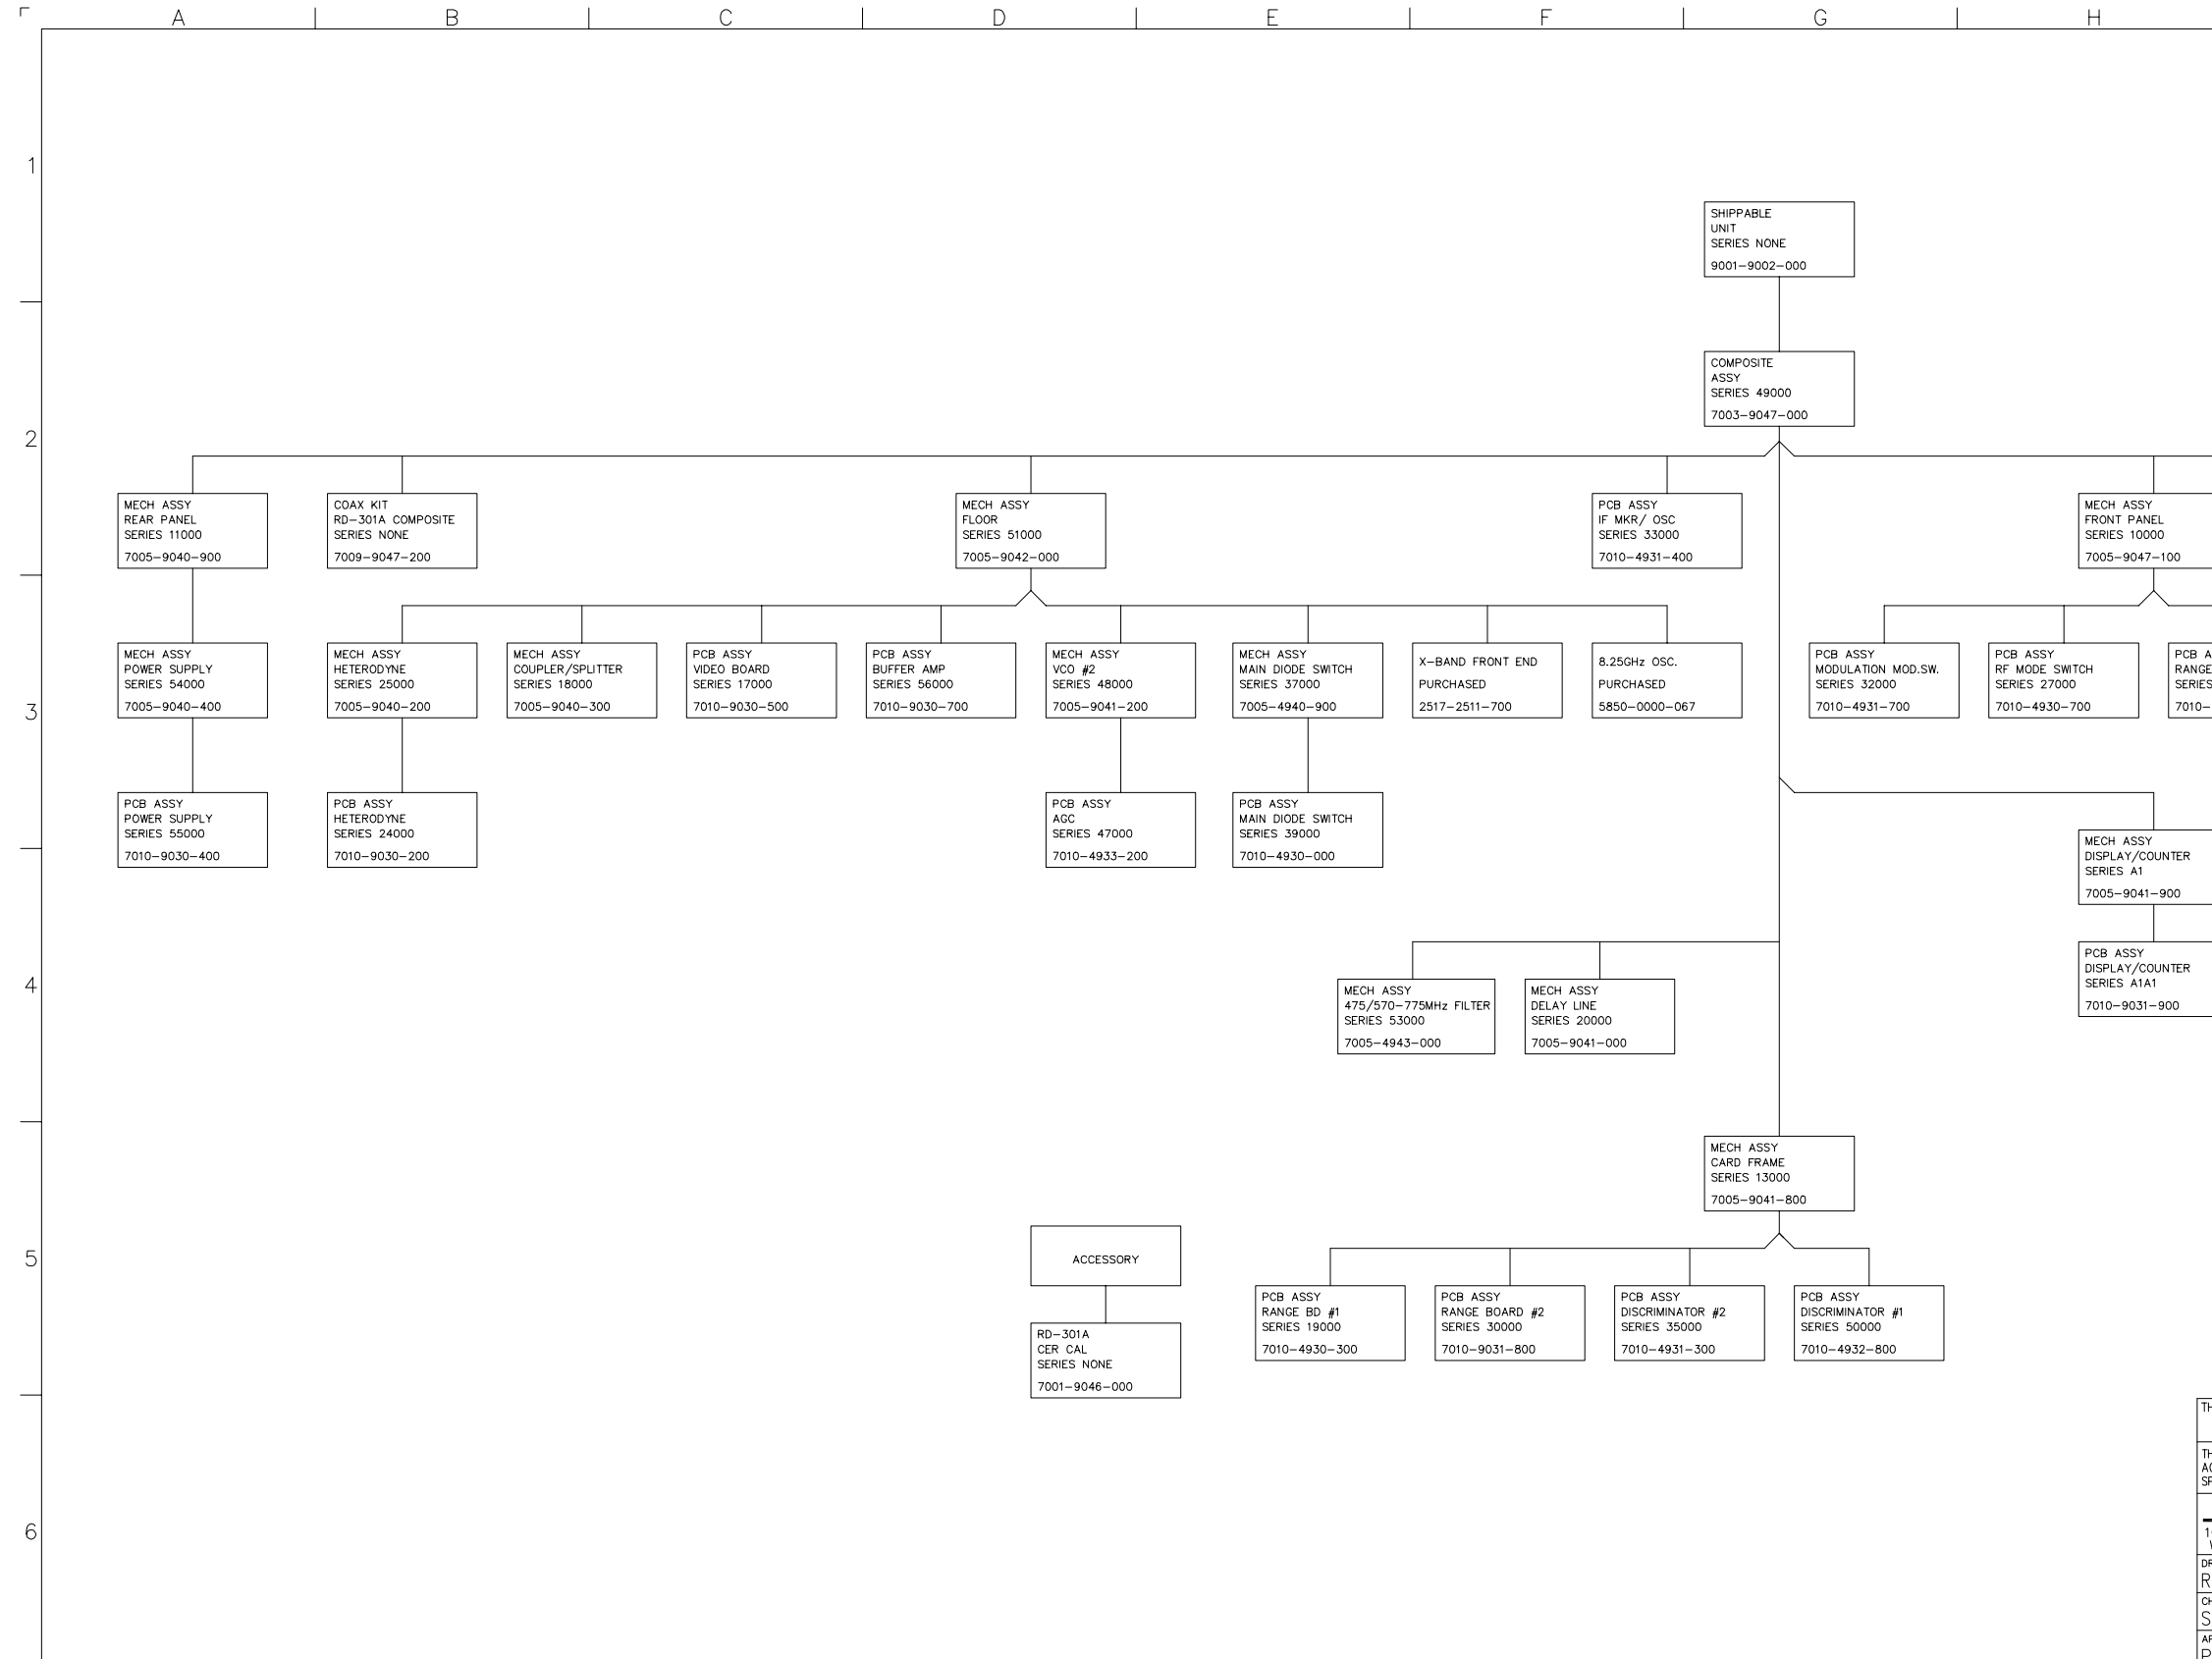 A
B
C
D
E
F
G
H
1
2
3
4
5
6
SHIPPABLE
UNIT
SERIES NONE
9001-9002-000
COMPOSITE
ASSY
SERIES 49000
7003-9047-000
MECH ASSY
REAR PANEL
SERIES 11000
7005-9040-900
COAX KIT
RD-301A COMPOSITE
SERIES NONE
7009-9047-200
MECH ASSY
FLOOR
SERIES 51000
7005-9042-000
PCB ASSY
IF MKR/ OSC
SERIES 33000
7010-4931-400
MECH ASSY
FRONT PANEL
SERIES 10000
7005-9047-100
MECH ASSY
POWER SUPPLY
SERIES 54000
7005-9040-400
MECH ASSY
HETERODYNE
SERIES 25000
7005-9040-200
MECH ASSY
COUPLER/SPLITTER
SERIES 18000
7005-9040-300
PCB ASSY
VIDEO BOARD
SERIES 17000
7010-9030-500
PCB ASSY
BUFFER AMP
SERIES 56000
7010-9030-700
MECH ASSY
VCO #2
SERIES 48000
7005-9041-200
MECH ASSY
MAIN DIODE SWITCH
SERIES 37000
7005-4940-900
X-BAND FRONT END
PURCHASED
2517-2511-700
8.25GHz OSC.
PURCHASED
5850-0000-067
PCB ASSY
MODULATION MOD.SW.
SERIES 32000
7010-4931-700
PCB ASSY
RF MODE SWITCH
SERIES 27000
7010-4930-700
PCB A
RANGE
SERIES
7010-
PCB ASSY
POWER SUPPLY
SERIES 55000
7010-9030-400
PCB ASSY
HETERODYNE
SERIES 24000
7010-9030-200
PCB ASSY
AGC
SERIES 47000
7010-4933-200
PCB ASSY
MAIN DIODE SWITCH
SERIES 39000
7010-4930-000
MECH ASSY
DISPLAY/COUNTER
SERIES A1
7005-9041-900
PCB ASSY
DISPLAY/COUNTER
SERIES A1A1
7010-9031-900
MECH ASSY
475/570-775MHz FILTER
SERIES 53000
7005-4943-000
MECH ASSY
DELAY LINE
SERIES 20000
7005-9041-000
MECH ASSY
CARD FRAME
SERIES 13000
7005-9041-800
ACCESSORY
RD-301A
CER CAL
SERIES NONE
7001-9046-000
PCB ASSY
RANGE BD #1
SERIES 19000
7010-4930-300
PCB ASSY
RANGE BOARD #2
SERIES 30000
7010-9031-800
PCB ASSY
DISCRIMINATOR #2
SERIES 35000
7010-4931-300
PCB ASSY
DISCRIMINATOR #1
SERIES 50000
7010-4932-800